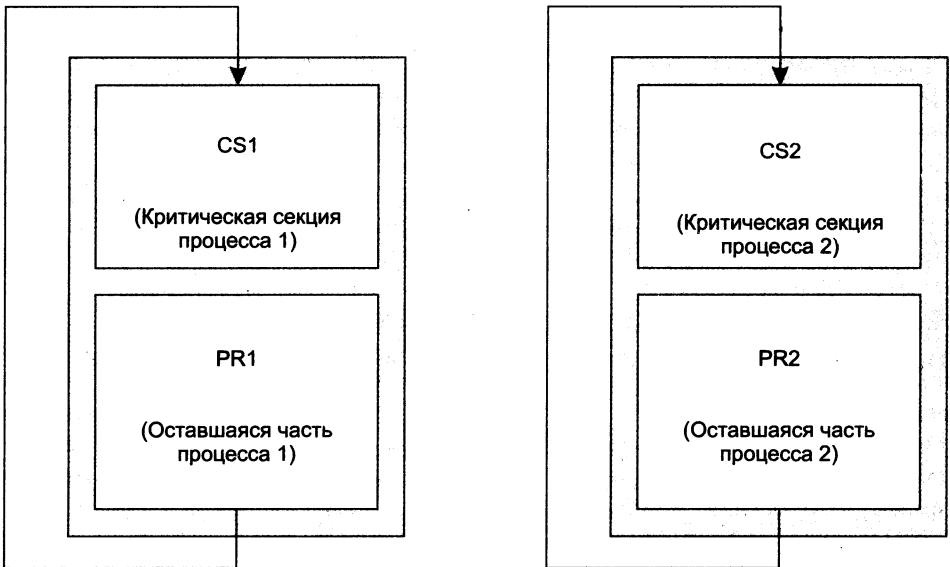 CS1
(Критическая секция
процесса 1)
PR1
(Оставшаяся часть
процесса 1)
CS2
(Критическая секция
процесса 2)
PR2
(Оставшаяся часть
процесса 2)